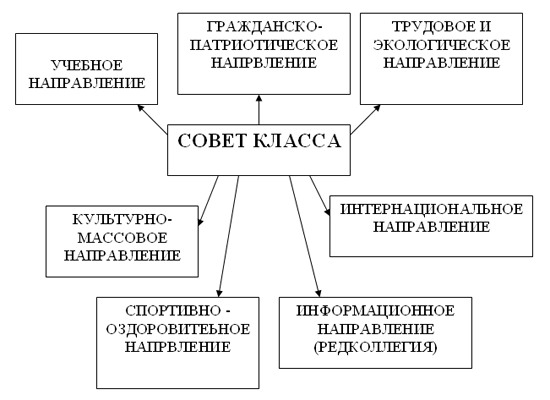 УЧЕБНОЕ
НАПРАВЛЕНИЕ
ГРАЖДАНСКО-
ПАТРИОТИЧЕСКОЕ
НАПРВЛЕНИЕ
ТРУДОВОЕ И
ЭКОЛОГИЧЕСКОЕ
НАПРАВЛЕНИЕ
СОВЕТ КЛАССА
КУЛЬТУРНО-
МАССОВОЕ
НАПРАВЛЕНИЕ
ИНТЕРНАЦИОНАЛЬНОЕ
НАПРАВЛЕНИЕ
СПОРТИВНО -
ОЗДОРОВИТЕЬНОЕ
НАПРВЛЕНИЕ
ИНФОРМАЦИОННОЕ
НАПРАВЛЕНИЕ
(РЕДКОЛЛЕГИЯ)